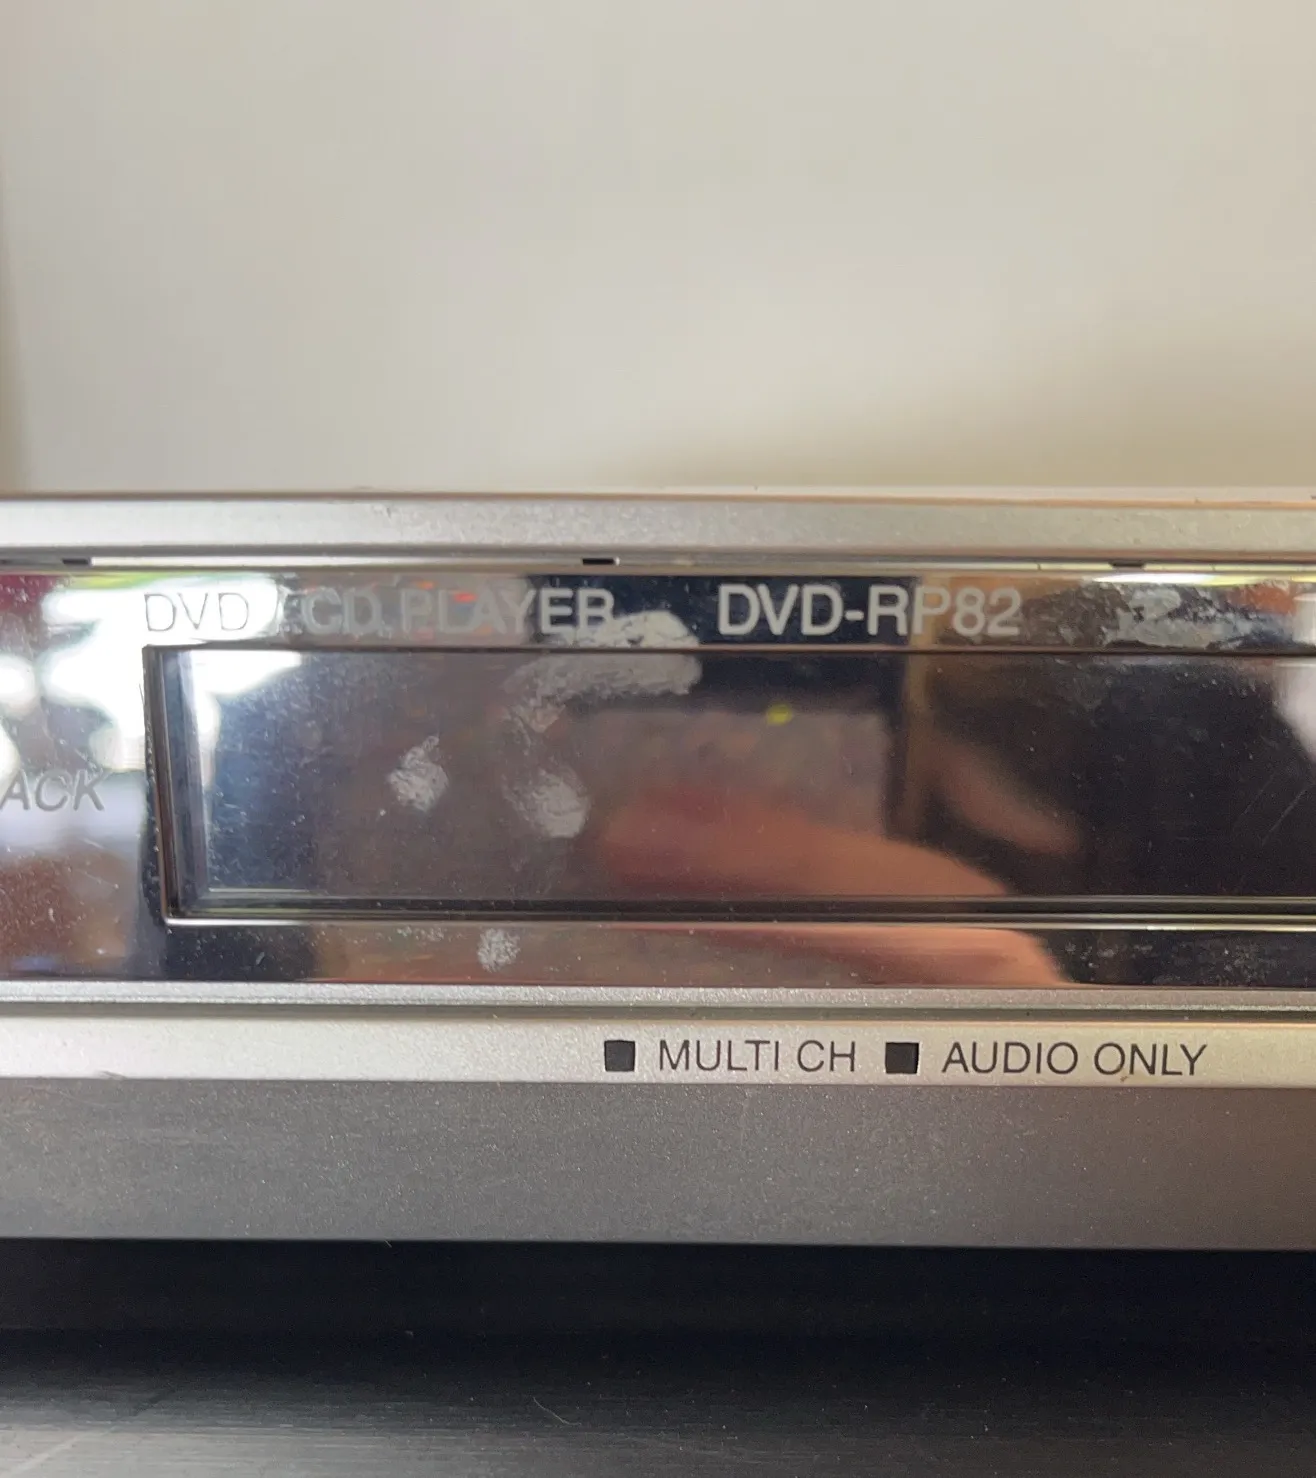 DVD / CD PLAYER DVD-RP82
ACK
MULTI CH AUDIO ONLY